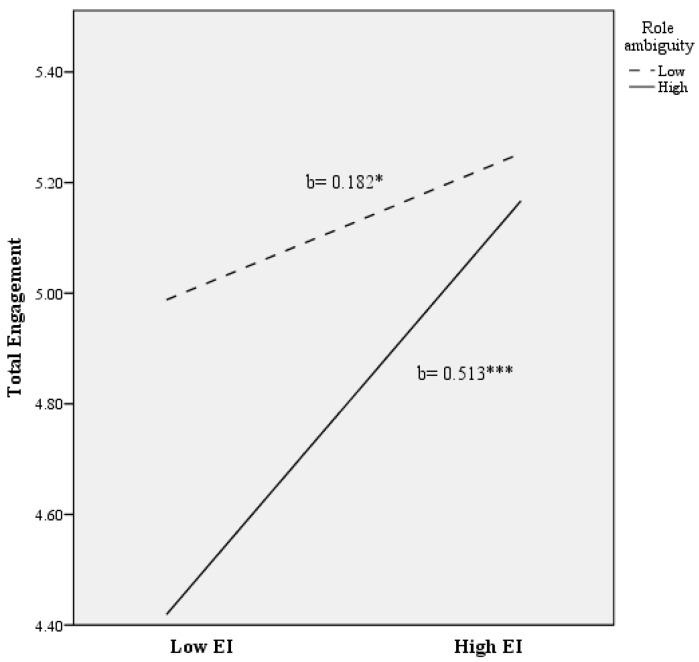 Role
ambiguity
Low
High
5.40
5.20
5.00
4.80
4.60
4.40
Total Engagement
b= 0.182*
b= 0.513***
Low EI
High EI